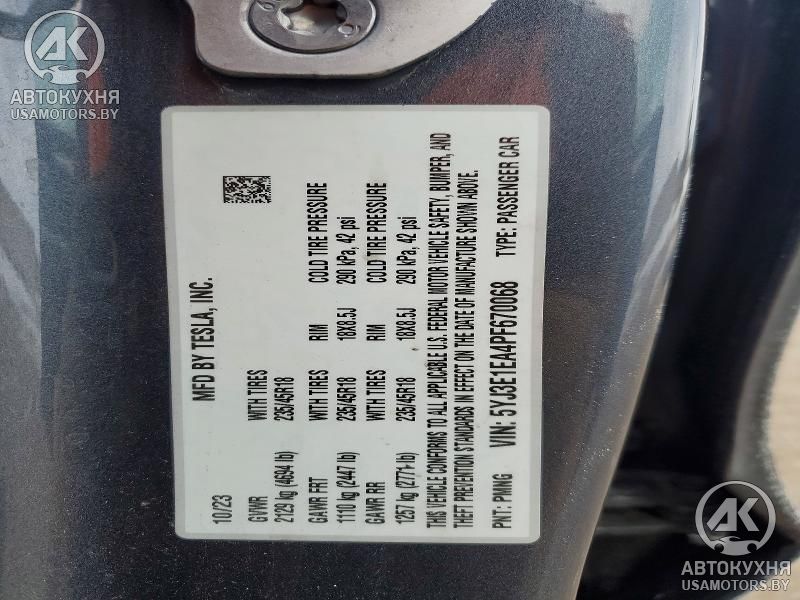 AK
АВТОКУХНЯ
USAMOTORS.BY
MFD BY TESLA, INC.
10/23
GVWR WITH TIRES RIM COLD TIRE PRESSURE
2129 kg (4694 lb) 235/45R18 18X8.5J 290 kPa, 42 psi
GAWR FRT WITH TIRES RIM COLD TIRE PRESSURE
1110 kg (2447 lb) 235/45R18 18X8.5J 290 kPa, 42 psi
GAWR RR
1257 kg (2771 lb) 235/45R18
THIS VEHICLE CONFORMS TO ALL APPLICABLE U.S. FEDERAL MOTOR VEHICLE SAFETY, BUMPER, AND
THEFT PREVENTION STANDARDS IN EFFECT ON THE DATE OF MANUFACTURE SHOWN ABOVE.
PNT: PMNG VIN: 5YJ3E1EA4PF670068 TYPE: PASSENGER CAR
AK
АВТОКУХНЯ
USAMOTORS.BY